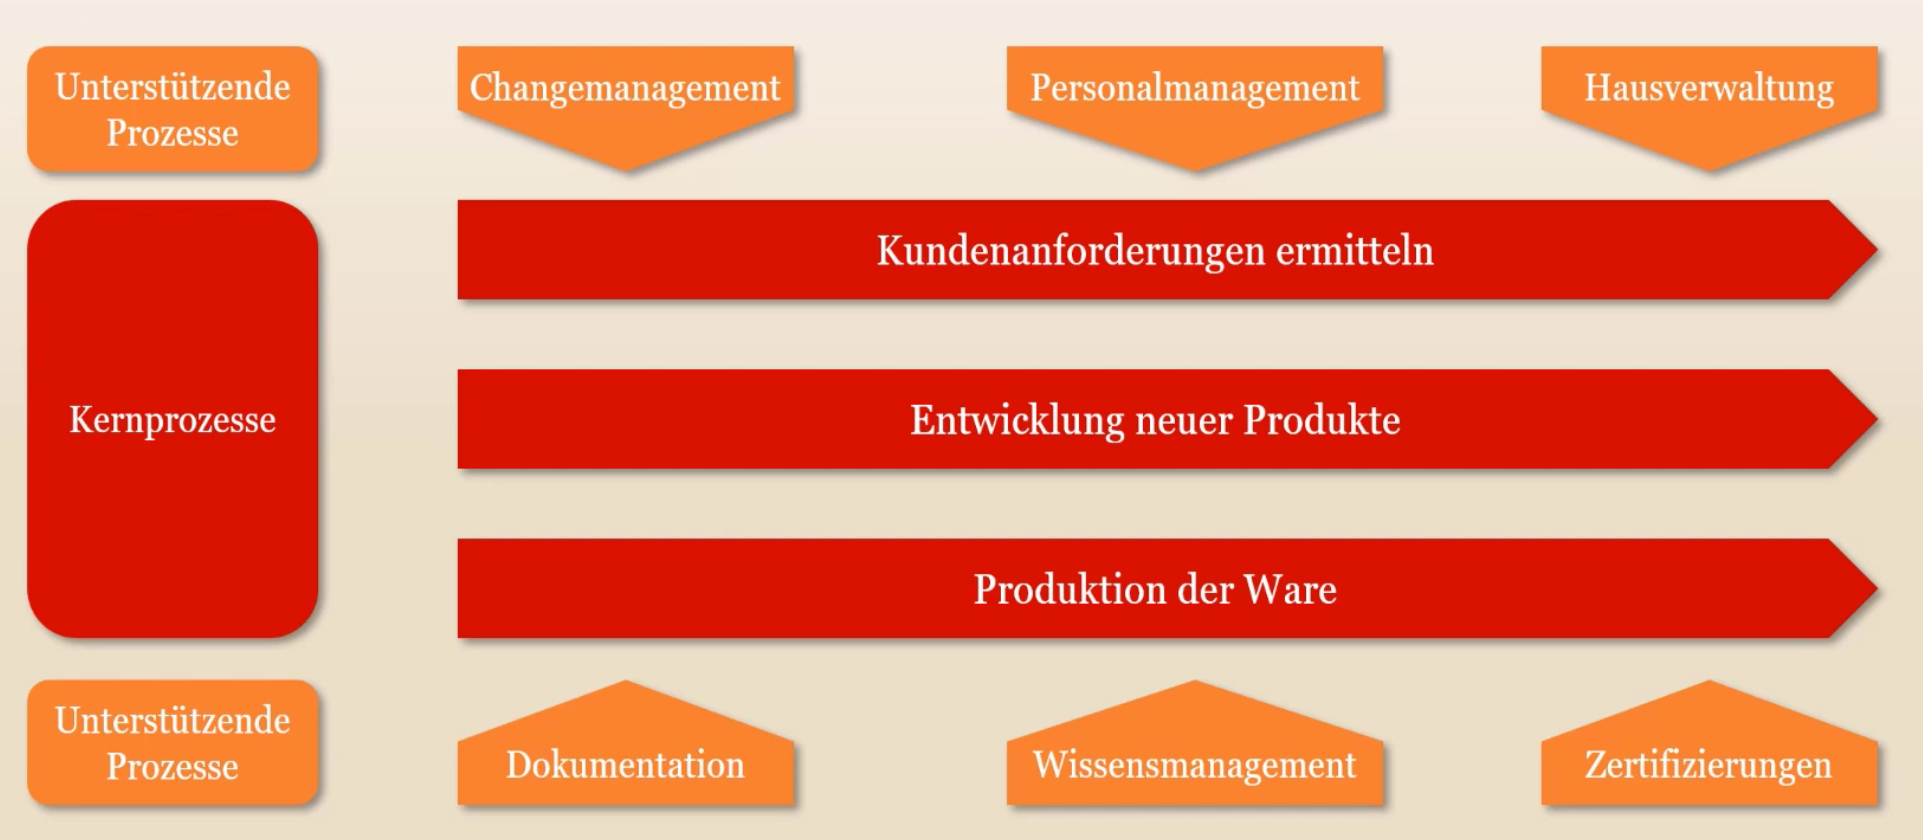 Unterstützende
Prozesse
Changemanagement
Personalmanagement
Hausverwaltung
Kernprozesse
Kundenanforderungen ermitteln
Entwicklung neuer Produkte
Produktion der Ware
Unterstützende
Prozesse
Dokumentation
Wissensmanagement
Zertifizierungen